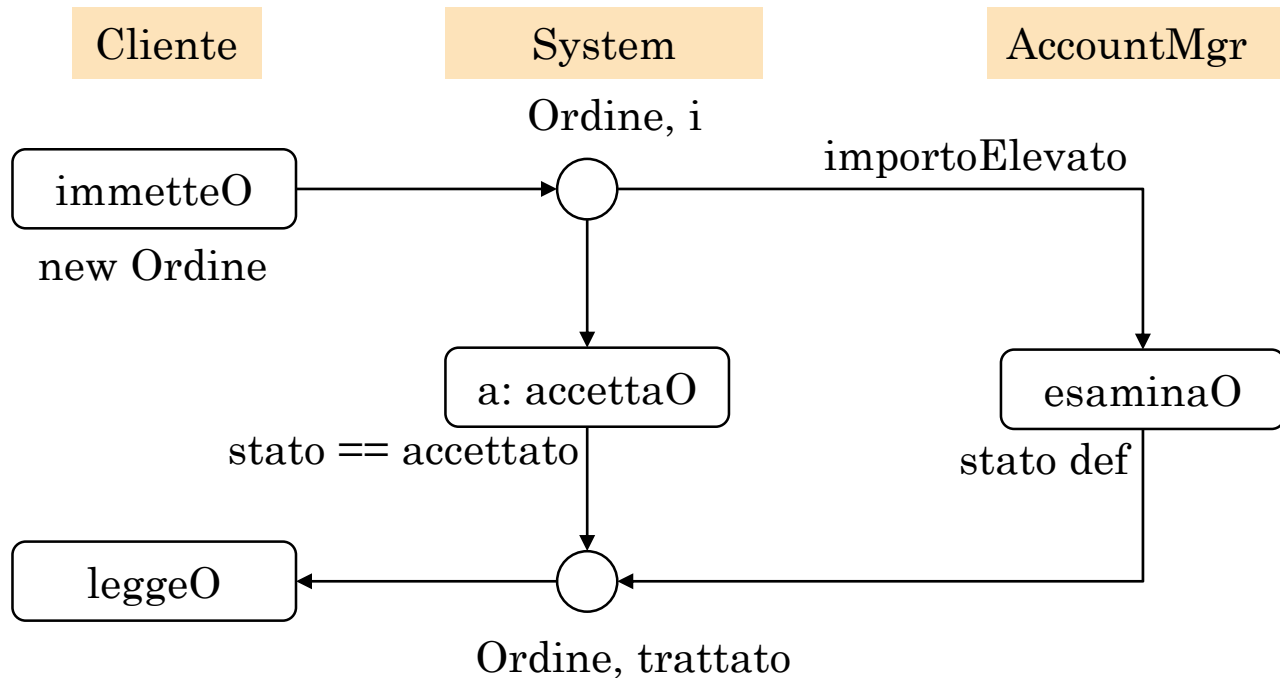 Cliente
System
AccountMgr
Ordine, i
importoElevato
immetteO
new Ordine
a: accettaO
esaminaO
stato == accettato
stato def
leggeO
Ordine, trattato